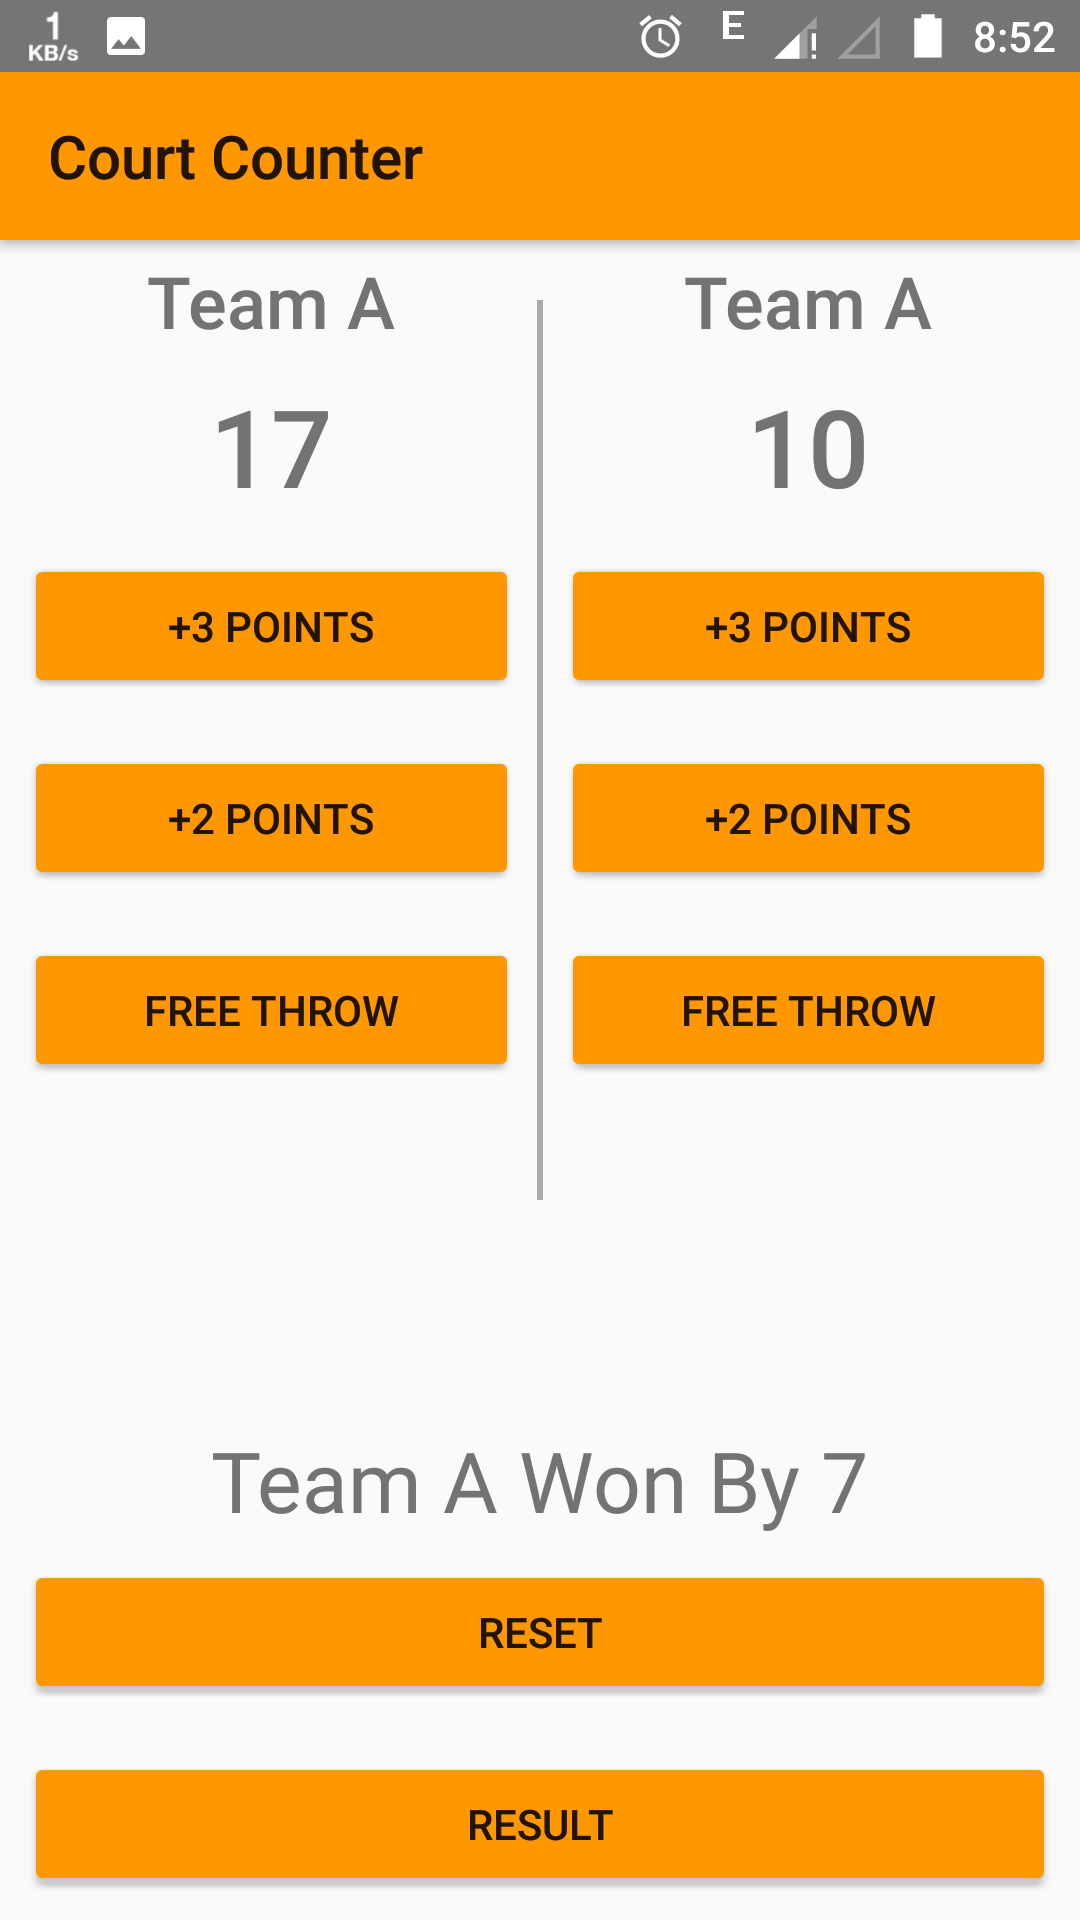 1
KB/s
E
!
8:52
Court Counter
Team A
Team A
17
10
+3 POINTS
+3 POINTS
+2 POINTS
+2 POINTS
FREE THROW
FREE THROW
Team A Won By 7
RESET
RESULT